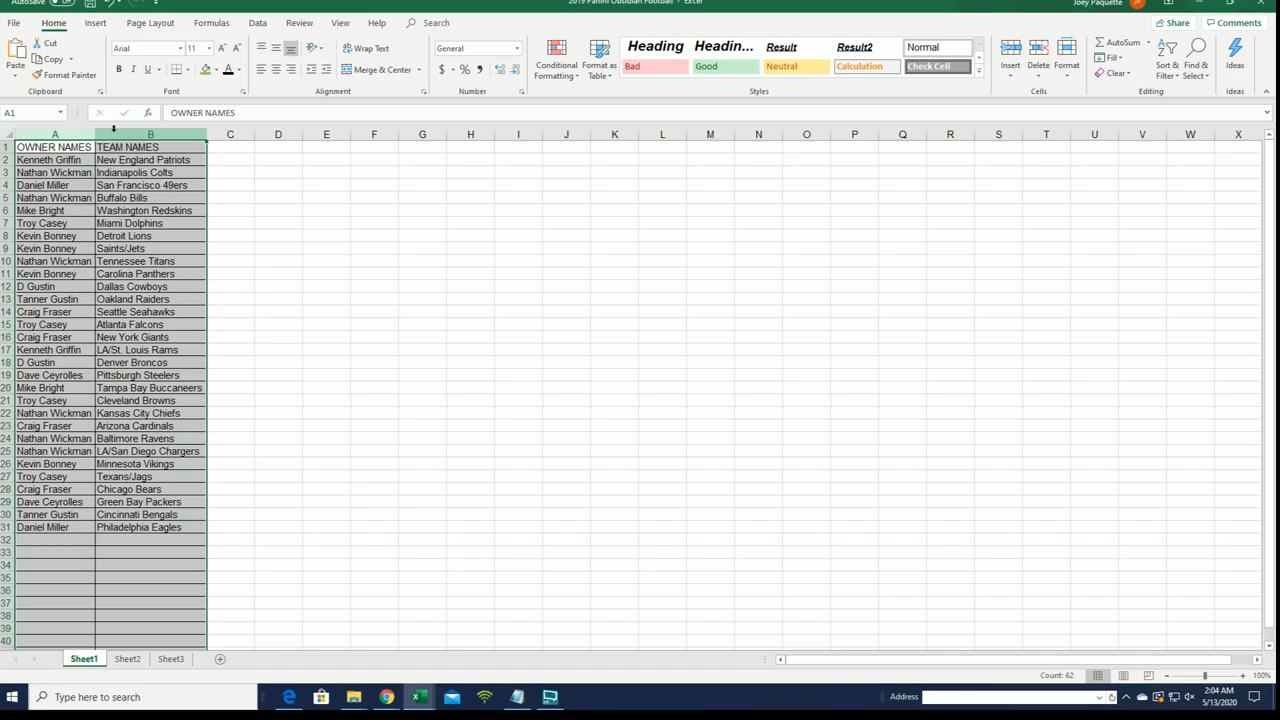 AutoSave Off 2019 Panini Obsidian Football - Excel Joey Paquette JP
File Home Insert Page Layout Formulas Data Review View Help Search Share Comments
Paste Cut Copy Format Painter Clipboard
Arial 11 A A B I U A Font
Wrap Text Merge & Center Alignment
General $ % , Number
Conditional Formatting Format as Table
Heading Headin... Result Result2 Normal
Bad Good Neutral Calculation Check Cell
Styles
Insert Delete Format Cells
AutoSum Fill Clear Sort & Filter Find & Select Editing
Ideas Ideas
A1 fx OWNER NAMES
A B C D E F G H I J K L M N O P Q R S T U V W X
1 OWNER NAMES TEAM NAMES
2 Kenneth Griffin New England Patriots
3 Nathan Wickman Indianapolis Colts
4 Daniel Miller San Francisco 49ers
5 Nathan Wickman Buffalo Bills
6 Mike Bright Washington Redskins
7 Troy Casey Miami Dolphins
8 Kevin Bonney Detroit Lions
9 Kevin Bonney Saints/Jets
10 Nathan Wickman Tennessee Titans
11 Kevin Bonney Carolina Panthers
12 D Gustin Dallas Cowboys
13 Tanner Gustin Oakland Raiders
14 Craig Fraser Seattle Seahawks
15 Troy Casey Atlanta Falcons
16 Craig Fraser New York Giants
17 Kenneth Griffin LA/St. Louis Rams
18 D Gustin Denver Broncos
19 Dave Ceyrolles Pittsburgh Steelers
20 Mike Bright Tampa Bay Buccaneers
21 Troy Casey Cleveland Browns
22 Nathan Wickman Kansas City Chiefs
23 Craig Fraser Arizona Cardinals
24 Nathan Wickman Baltimore Ravens
25 Nathan Wickman LA/San Diego Chargers
26 Kevin Bonney Minnesota Vikings
27 Troy Casey Texans/Jags
28 Craig Fraser Chicago Bears
29 Dave Ceyrolles Green Bay Packers
30 Tanner Gustin Cincinnati Bengals
31 Daniel Miller Philadelphia Eagles
32
33
34
35
36
37
38
39
40
Sheet1 Sheet2 Sheet3
Count: 62 100%
Type here to search Address 2:04 AM
5/13/2020